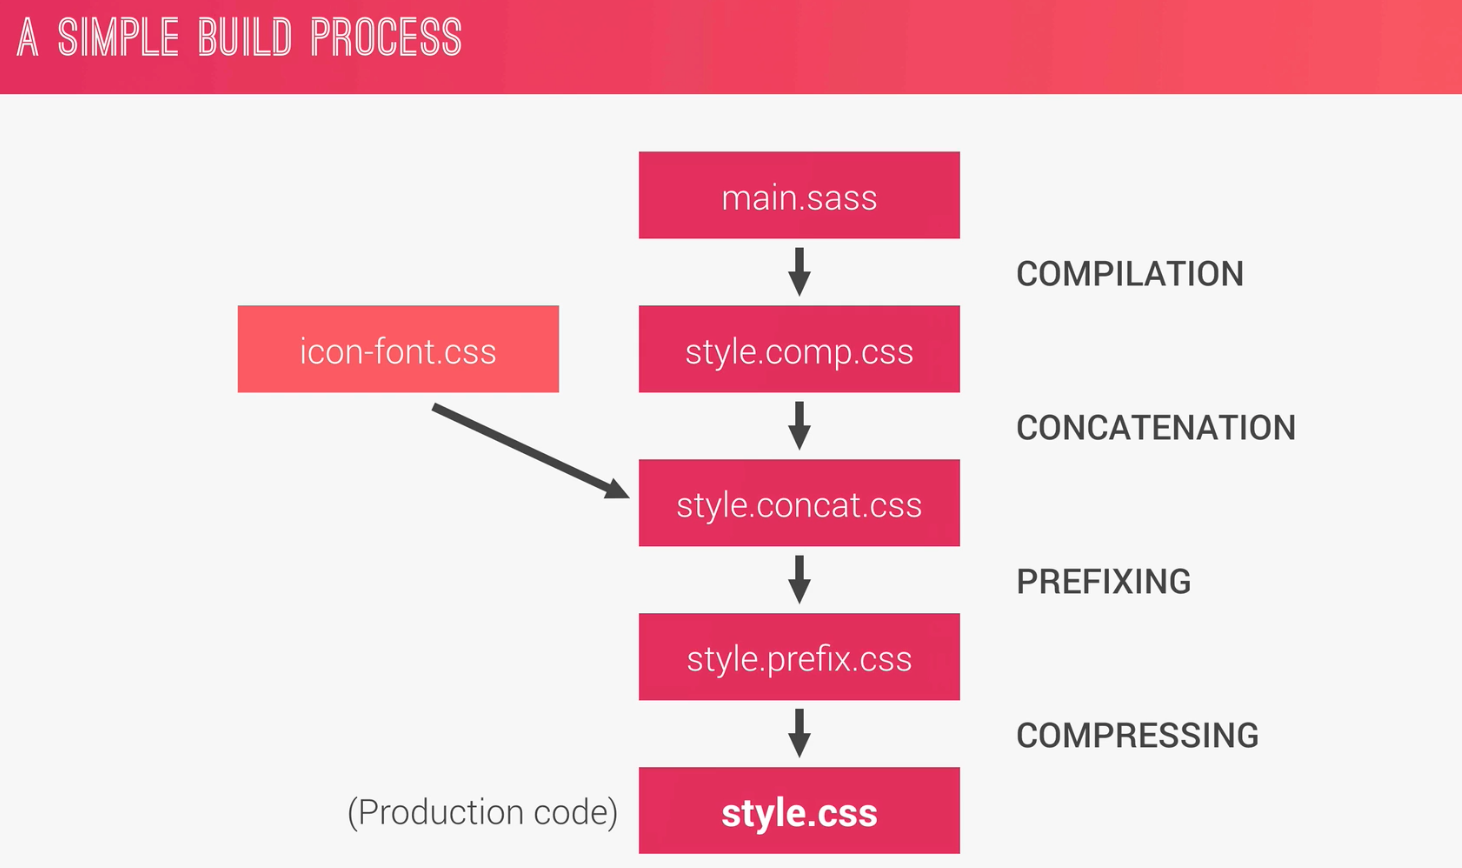 A SIMPLE BUILD PROCESS
main.sass
COMPILATION
icon-font.css
style.comp.css
CONCATENATION
style.concat.css
PREFIXING
style.prefix.css
COMPRESSING
(Production code)
style.css